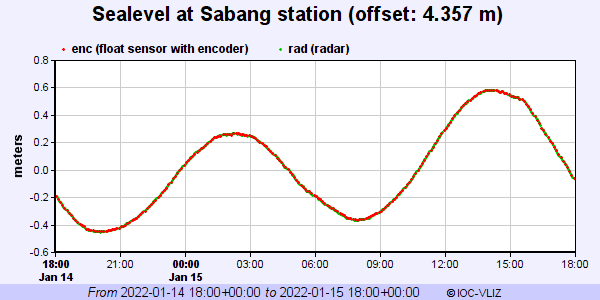 Sealevel at Sabang station (offset: 4.357 m)
enc (float sensor with encoder) rad (radar)
meters
0.8
0.6
0.4
0.2
0.0
-0.2
-0.4
-0.6
18:00 21:00 00:00 03:00 06:00 09:00 12:00 15:00 18:00
Jan 14 Jan 15
From 2022-01-14 18:00+00:00 to 2022-01-15 18:00+00:00 © IOC-VLIZ